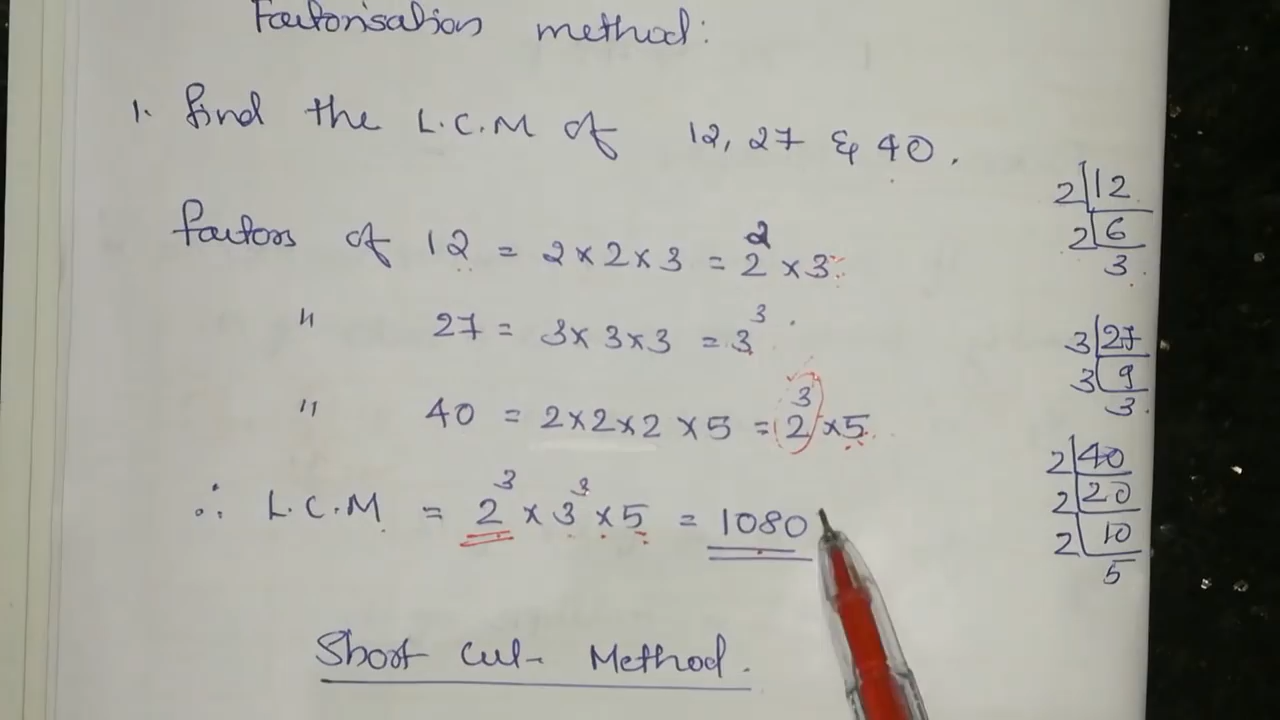 Factorisation method:
1. find the L.C.M of 12, 27 & 40.
factors of 12 = 2×2×3 = 2² ×3
" 27 = 3×3×3 = 3³
" 40 = 2×2×2×5 = 2³×5
∴ L.C.M = 2³ × 3³ × 5 = 1080
Short Cut Method.
2 12
2 6
3
3 27
3 9
3
2 40
2 20
2 10
5